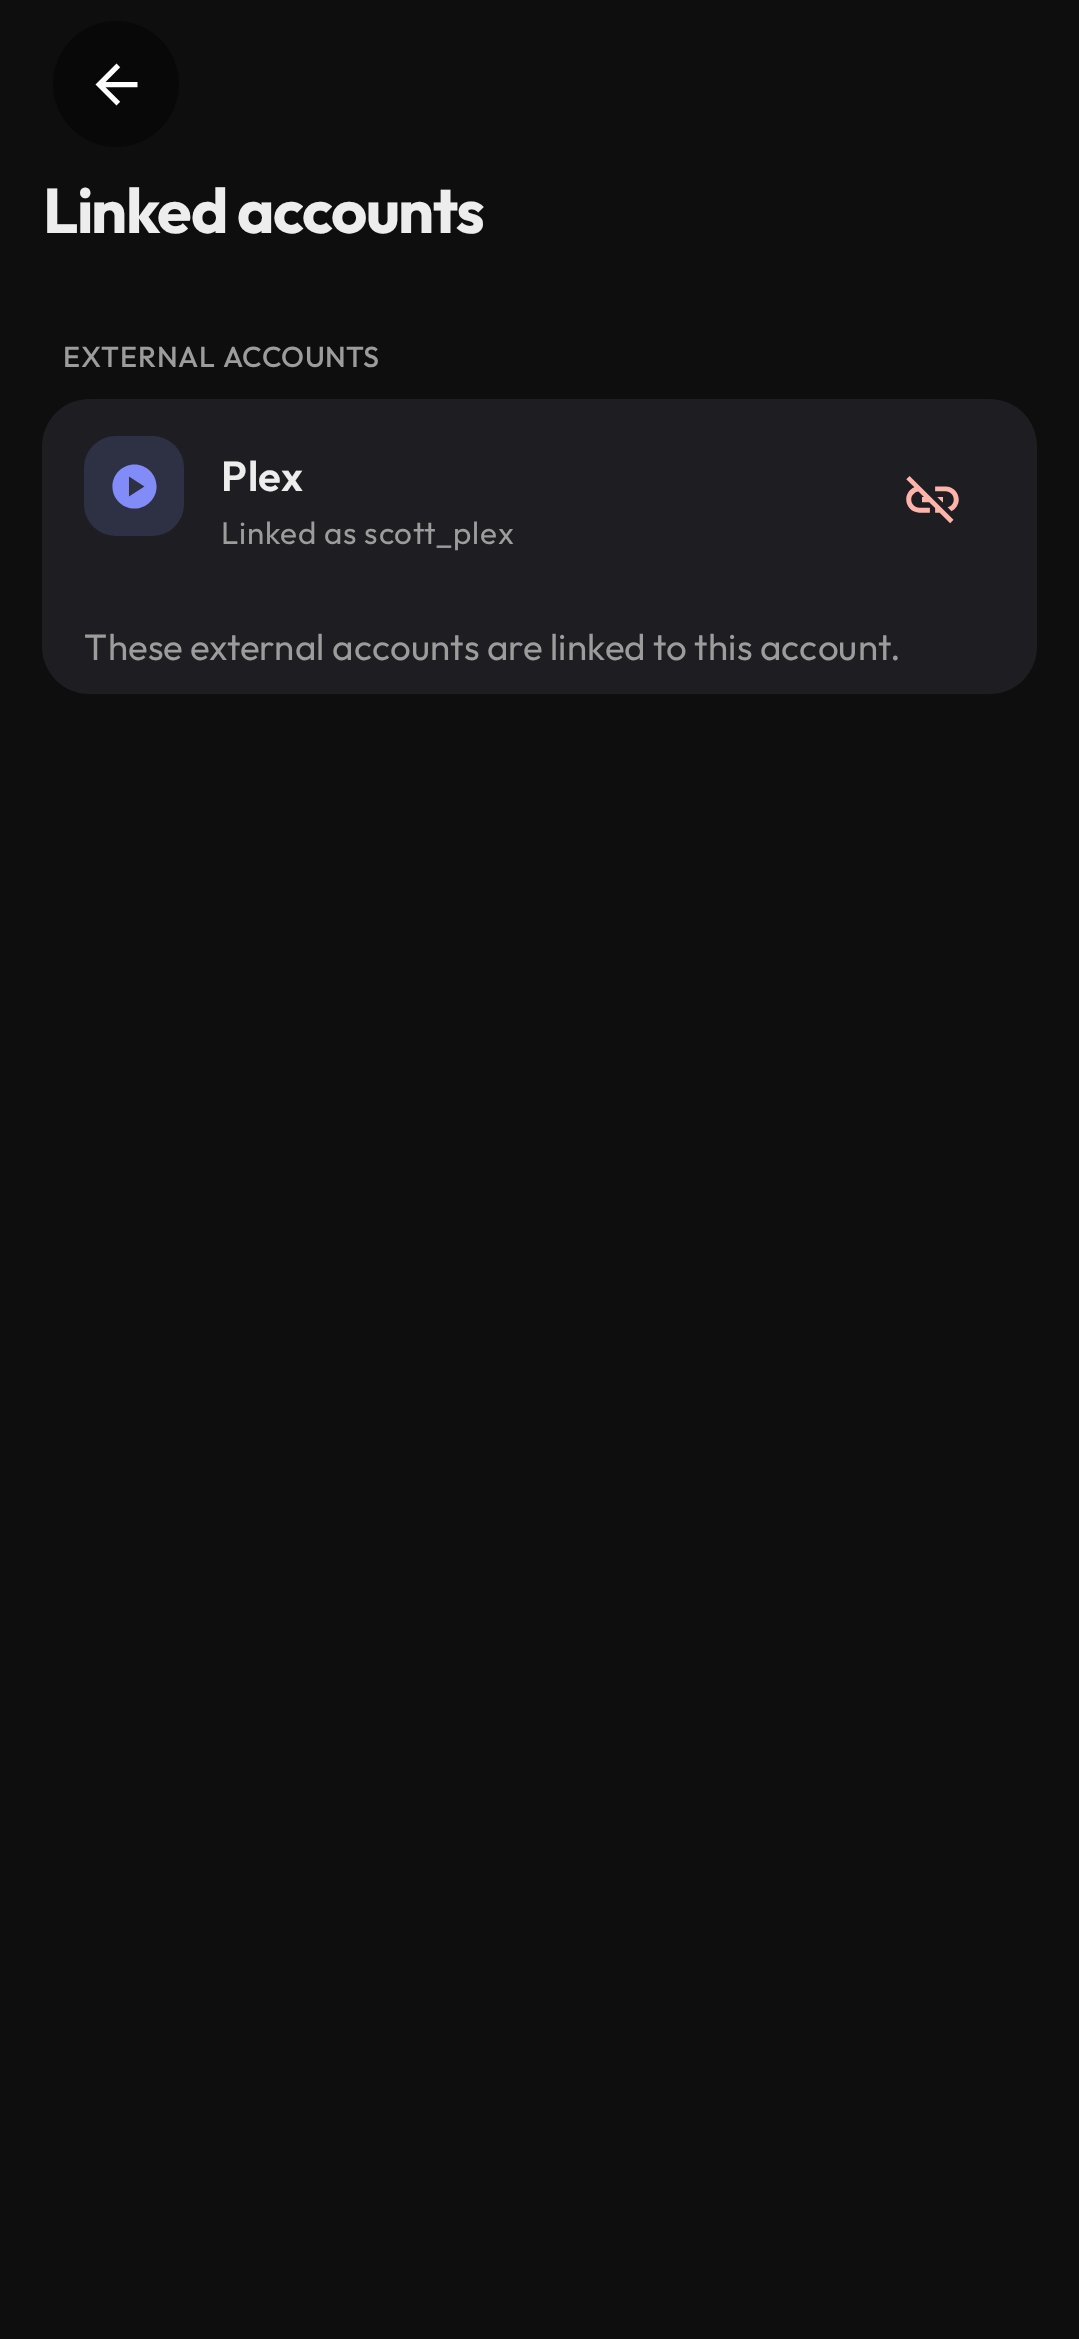 Linked accounts
EXTERNAL ACCOUNTS
Plex
Linked as scott_plex
These external accounts are linked to this account.